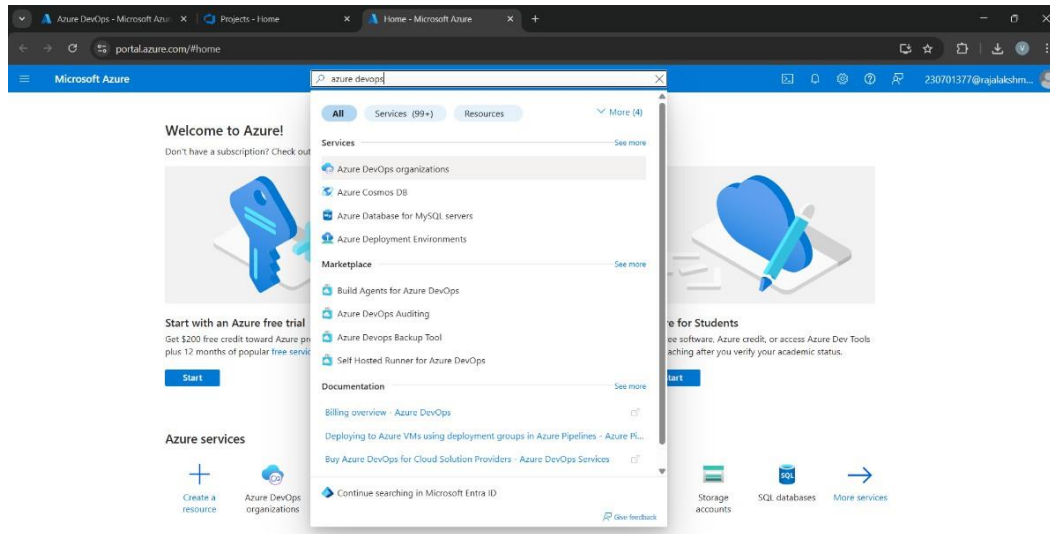 Azure DevOps - Microsoft Azur
Projects - Home
Home - Microsoft Azure
portal.azure.com/#home
Microsoft Azure
azure devops
230701377@rajalakshm...
Welcome to Azure!
Don't have a subscription? Check out
All
Services (99+)
Resources
More (4)
Services
See more
Azure DevOps organizations
Azure Cosmos DB
Azure Database for MySQL servers
Azure Deployment Environments
Marketplace
See more
Build Agents for Azure DevOps
Azure DevOps Auditing
Azure Devops Backup Tool
Self Hosted Runner for Azure DevOps
Documentation
See more
Billing overview - Azure DevOps
Deploying to Azure VMs using deployment groups in Azure Pipelines - Azure Pi...
Buy Azure DevOps for Cloud Solution Providers - Azure DevOps Services
Continue searching in Microsoft Entra ID
Give feedback
Start with an Azure free trial
Get $200 free credit toward Azure pr
plus 12 months of popular free servic
Start
e for Students
ee software, Azure credit, or access Azure Dev Tools
aching after you verify your academic status.
tart
Azure services
Create a
resource
Azure DevOps
organizations
Storage
accounts
SQL
SQL databases
More services